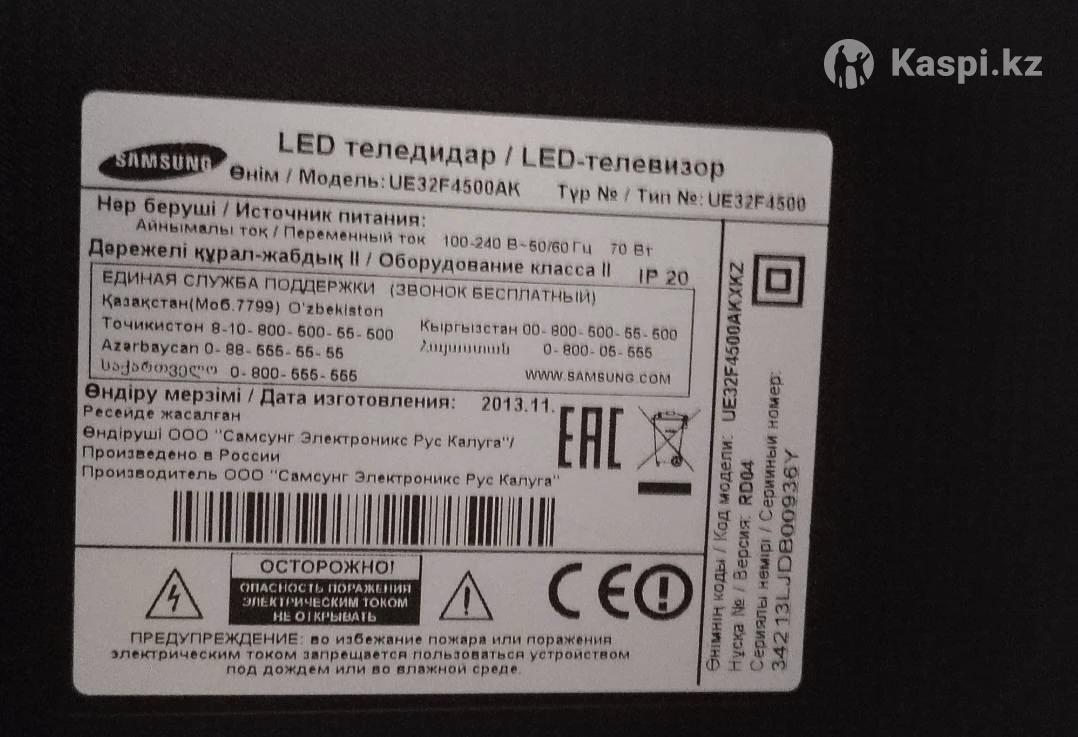 Kaspi.kz
SAMSUNG
LED теледидар / LED-телевизор
Өнім / Модель: UE32F4500AK Түр № / Тип №: UE32F4500
Нәр беруші / Источник питания:
Айнымалы ток / Переменный ток 100-240 В~50/60 Гц 70 Вт
Дәрежелі құрал-жабдық II / Оборудование класса II IP 20
ЕДИНАЯ СЛУЖБА ПОДДЕРЖКИ (ЗВОНОК БЕСПЛАТНЫЙ)
Қазақстан(Моб.7799) O'zbekiston
Точикистон 8-10-800-500-55-500 Кыргызстан 00-800-500-55-500
Azərbaycan 0-88-555-55-55 Հայաստան 0-800-05-555
საქართველო 0-800-555-555 WWW.SAMSUNG.COM
Өндіру мерзімі / Дата изготовления: 2013.11.
Ресейде жасалған
Өндіруші ООО "Самсунг Электроникс Рус Калуга"/
Произведено в России
Производитель ООО "Самсунг Электроникс Рус Калуга"
EAC
ОСТОРОЖНО!
ОПАСНОСТЬ ПОРАЖЕНИЯ
ЭЛЕКТРИЧЕСКИМ ТОКОМ
НЕ ОТКРЫВАТЬ
CE
ПРЕДУПРЕЖДЕНИЕ: во избежание пожара или поражения
электрическим током запрещается пользоваться устройством
под дождем или во влажной среде.
Өнімнің коды / Код модели: UE32F4500AKXKZ
Нұсқа № / Версия: RD04
Сериялы немірі / Серийный номер:
34213LJDB00936Y